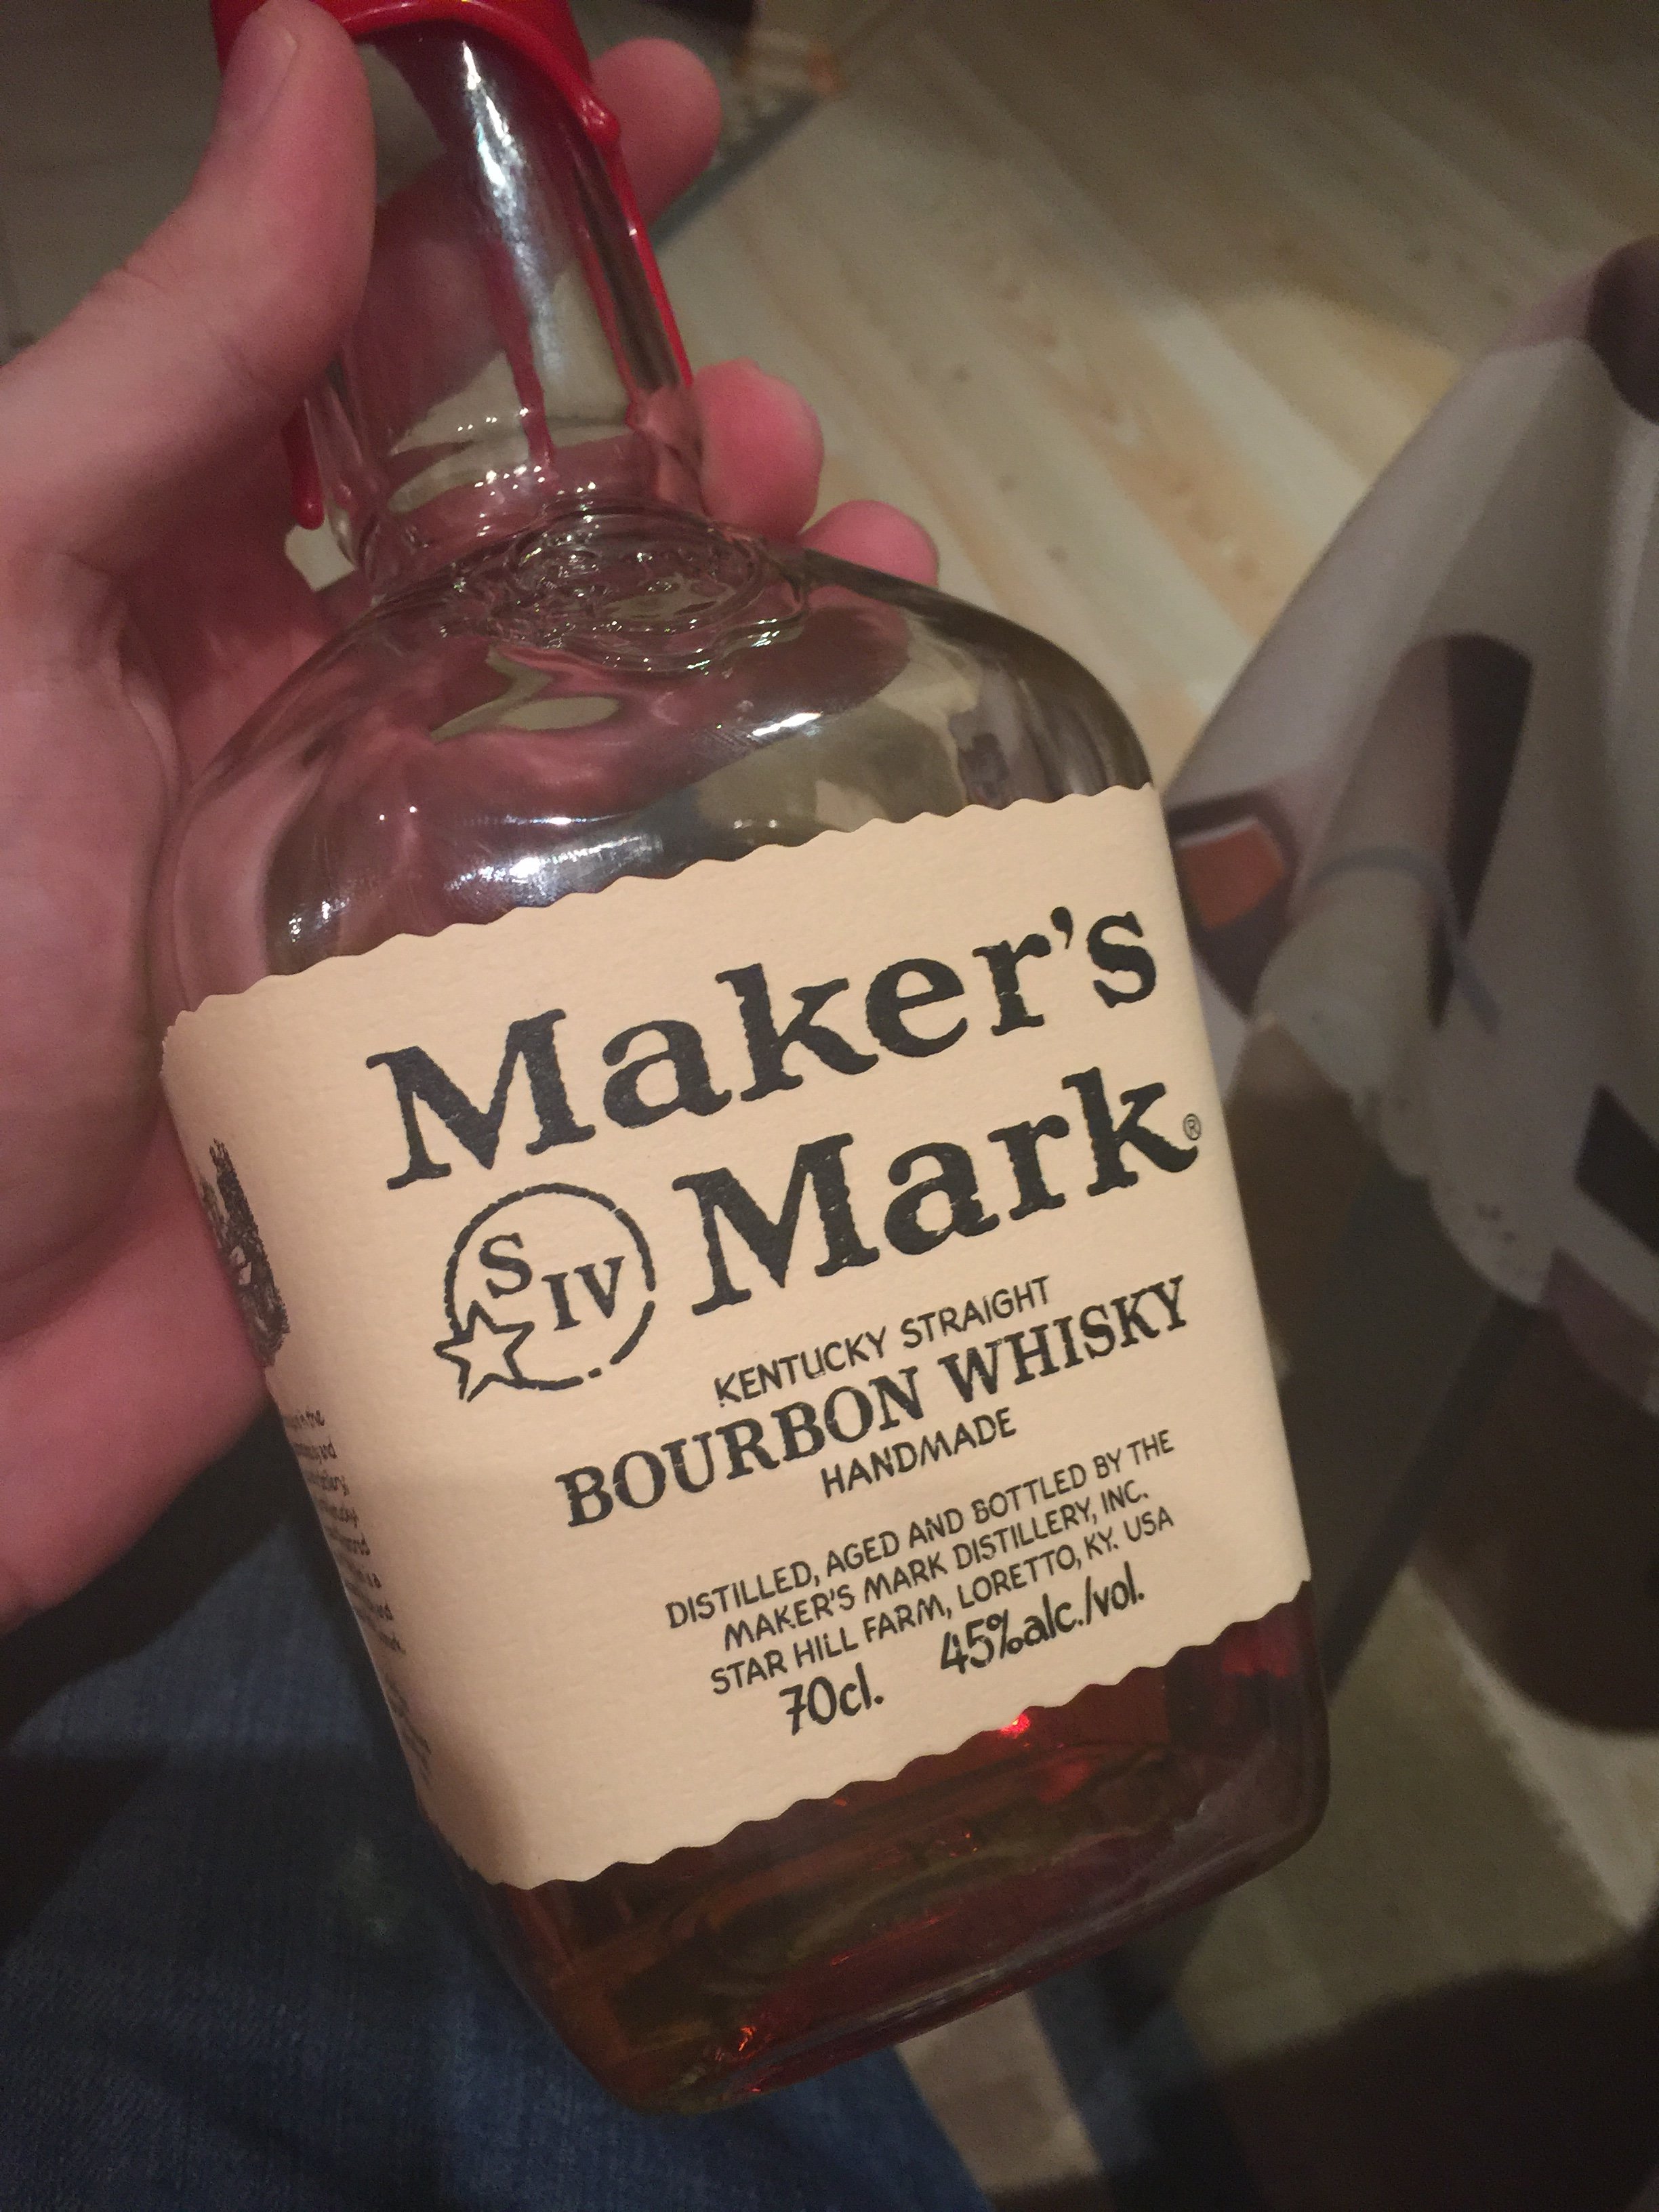 Maker's
S IV
Mark®
KENTUCKY STRAIGHT
BOURBON WHISKY
HANDMADE
DISTILLED, AGED AND BOTTLED BY THE
MAKER'S MARK DISTILLERY, INC.
STAR HILL FARM, LORETTO, KY. USA
70cl. 45%alc./vol.